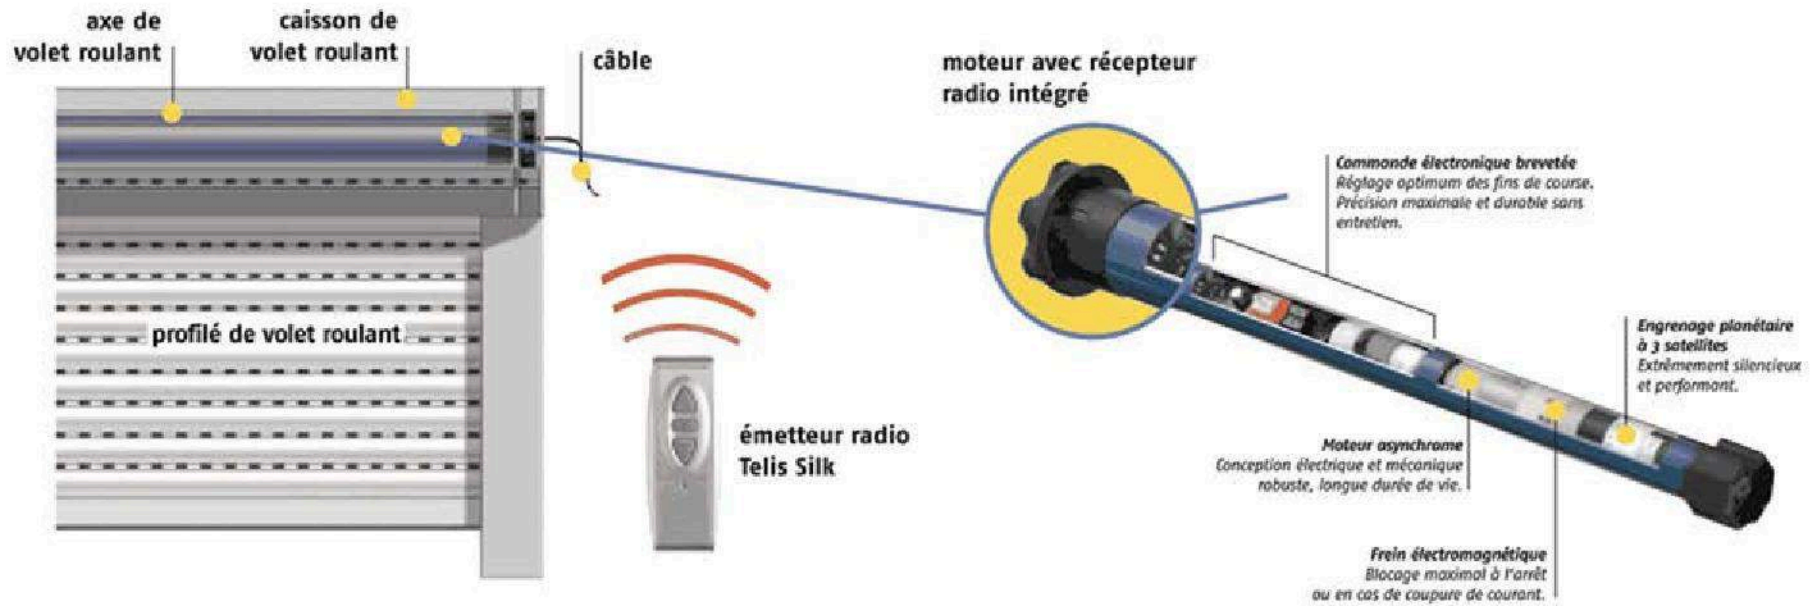 axe de
volet roulant
caisson de
volet roulant
câble
moteur avec récepteur
radio intégré
Commande électronique brevetée
Réglage optimum des fins de course.
Précision maximale et durable sans
entretien.
profilé de volet roulant
Engrenage planétaire
à 3 satellites
Extrêmement silencieux
et performant.
émetteur radio
Telis Silk
Moteur asynchrome
Conception électrique et mécanique
robuste, longue durée de vie.
Frein électromagnétique
Blocage maximal à l'arrêt
ou en cas de coupure de courant.